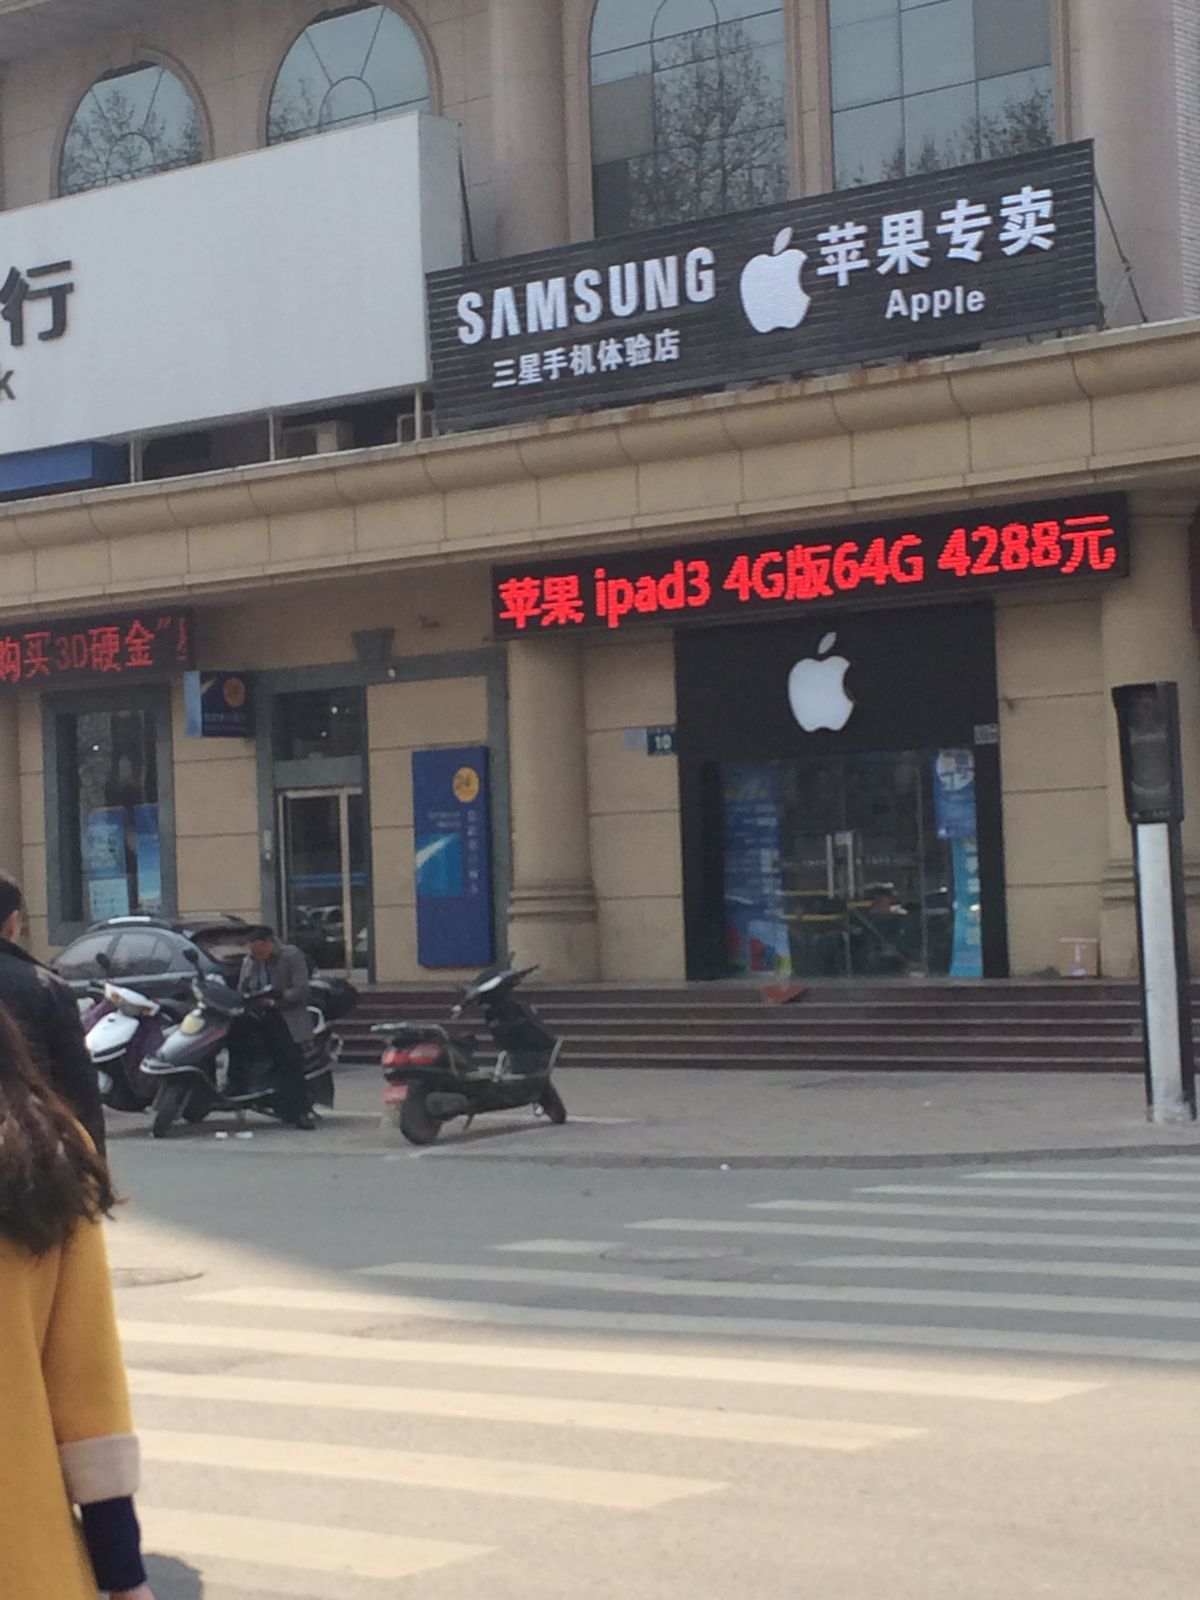 行
k
SAMSUNG
三星手机体验店
苹果专卖
Apple
苹果 ipad3 4G版64G 4288元
购买3D硬金"
10
24